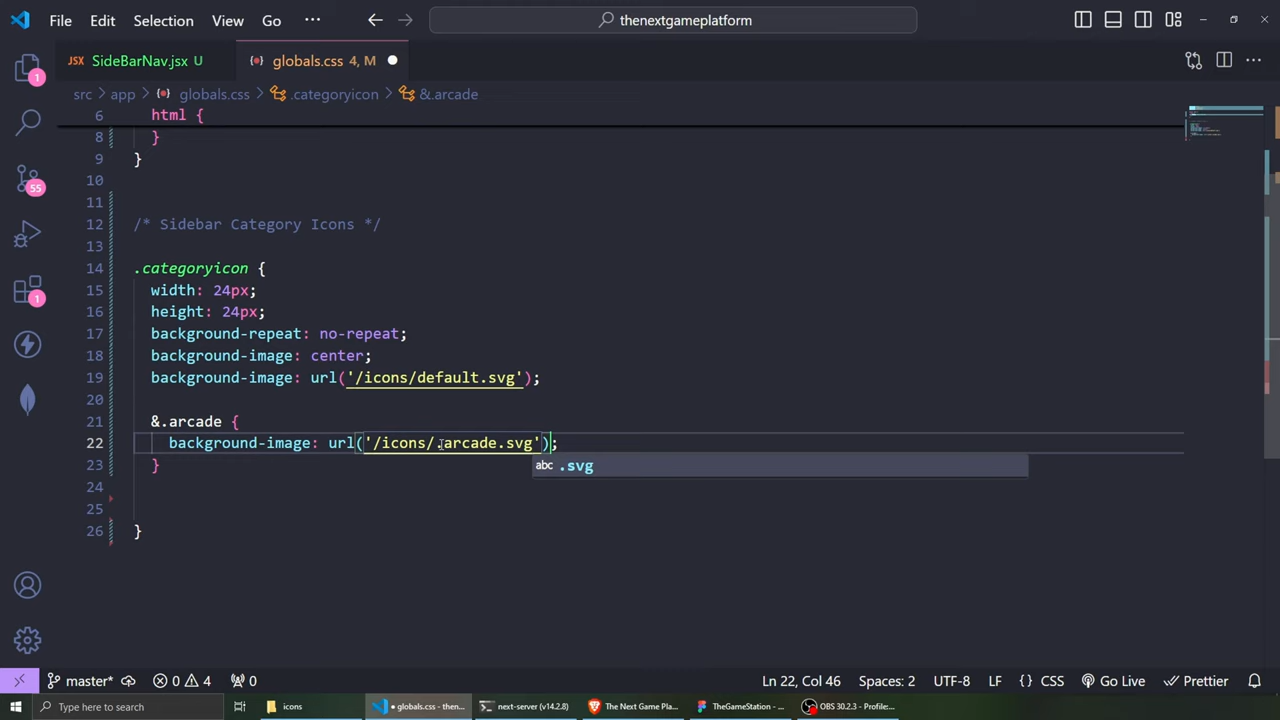 File Edit Selection View Go ··· thenextgameplatform
JSX SideBarNav.jsx U globals.css 4, M
src > app > globals.css > .categoryicon > &.arcade
6 html {
8 }
9 }
10
11
12 /* Sidebar Category Icons */
13
14 .categoryicon {
15 width: 24px;
16 height: 24px;
17 background-repeat: no-repeat;
18 background-image: center;
19 background-image: url('/icons/default.svg');
20
21 &.arcade {
22 background-image: url('/icons/.arcade.svg');
abc .svg
23 }
24
25
26 }
1
55
1
master* 0 4 0 Ln 22, Col 46 Spaces: 2 UTF-8 LF {} CSS Go Live Prettier
Type here to search icons globals.css - then... next-server (v14.2.8) The Next Game Pla... TheGameStation - ... OBS 30.2.3 - Profile:...